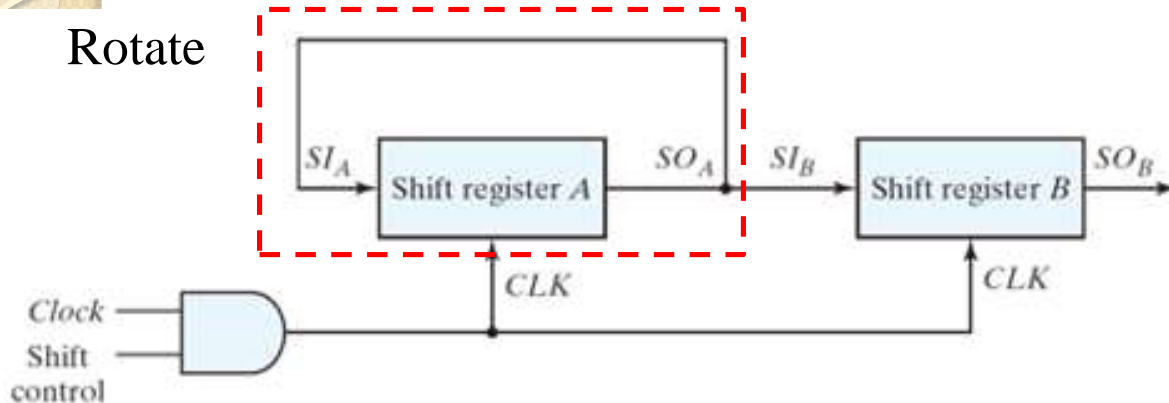 Rotate
SI_A
Shift register A
SO_A
SI_B
Shift register B
SO_B
CLK
CLK
Clock
Shift
control